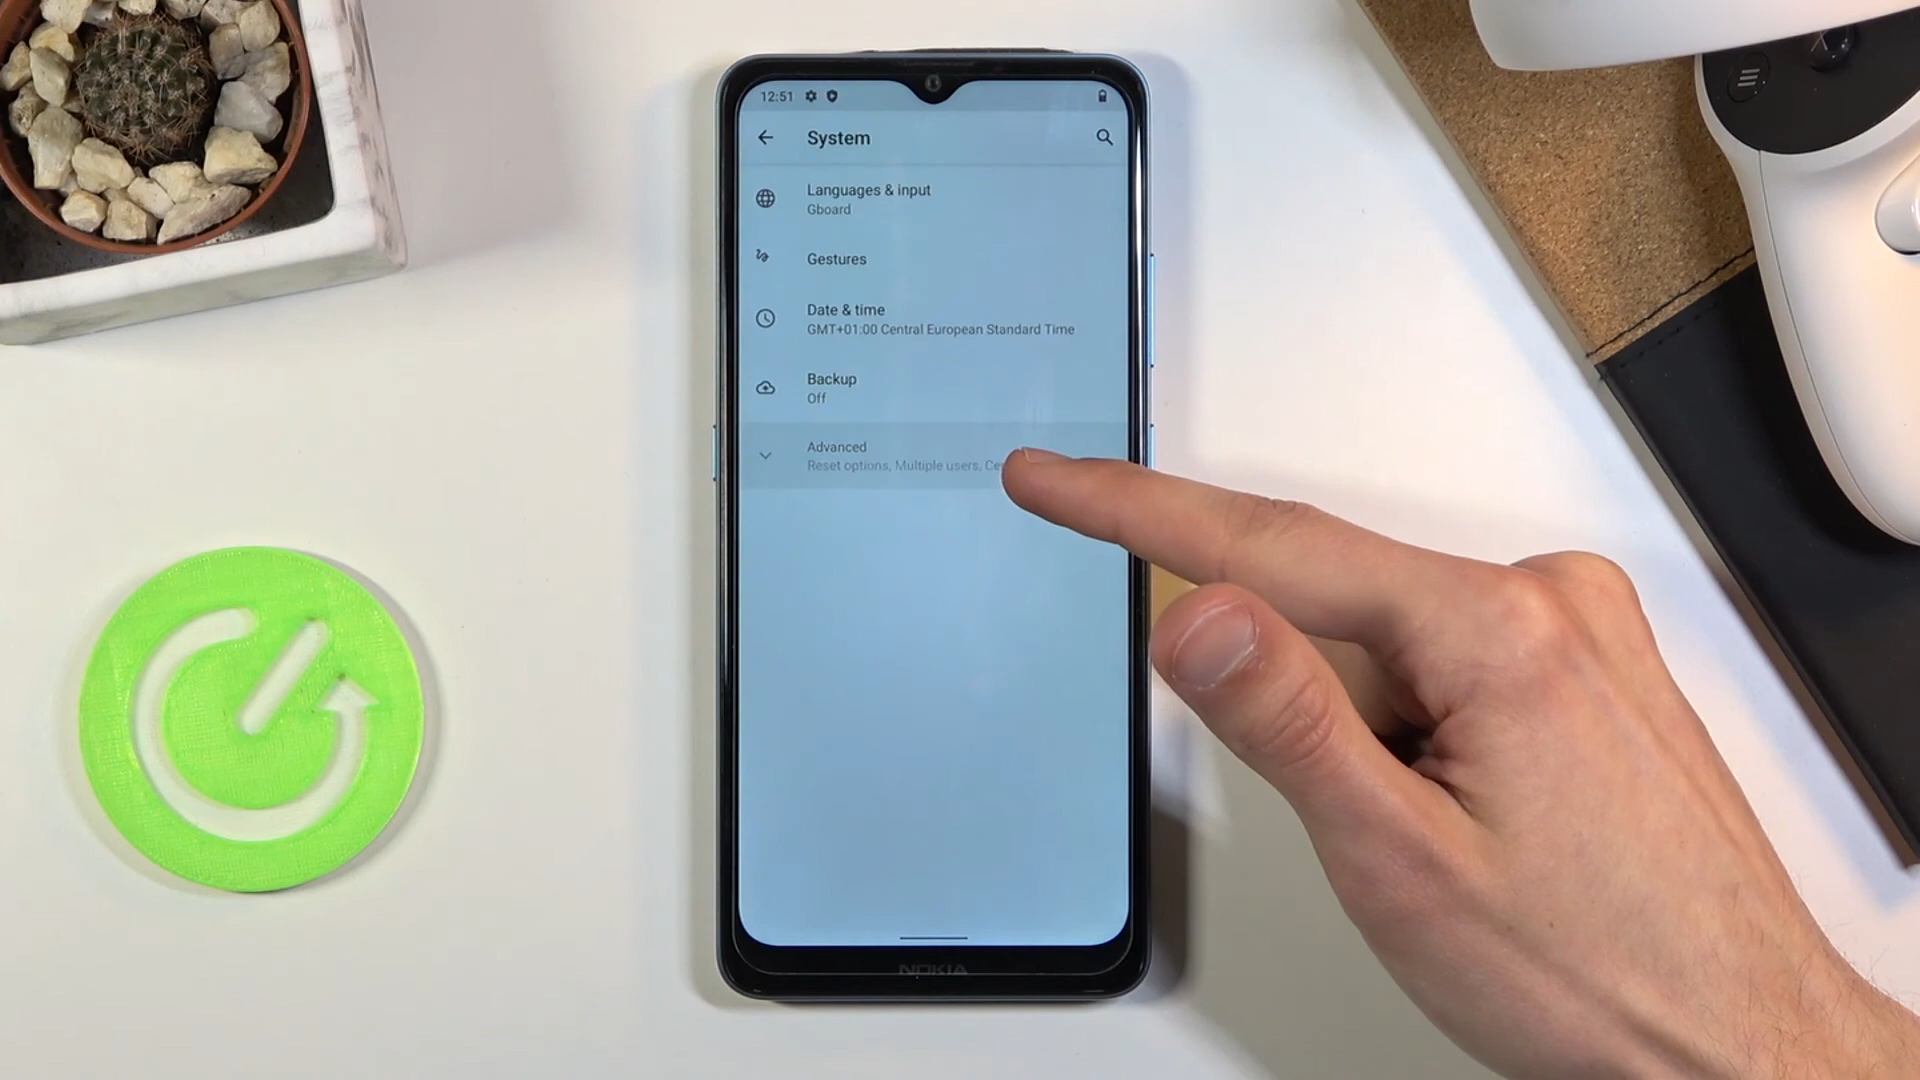 12:51
System
Languages & input
Gboard
Gestures
Date & time
GMT+01:00 Central European Standard Time
Backup
Off
Advanced
Reset options, Multiple users,
NOKIA